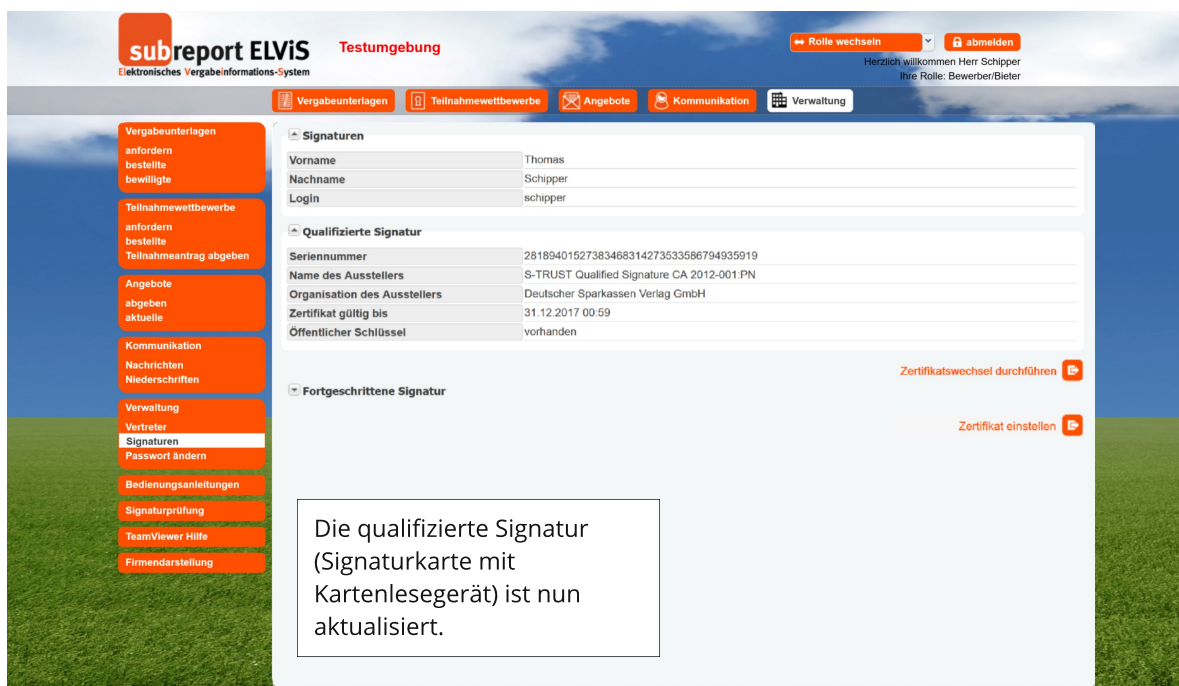 subreport ELViS
Elektronisches Vergabeinformations-System
Testumgebung
Rolle wechseln
abmelden
Herzlich willkommen Herr Schipper
Ihre Rolle: Bewerber/Bieter
Vergabeunterlagen
Teilnahmewettbewerbe
Angebote
Kommunikation
Verwaltung
Vergabeunterlagen
anfordern
bestellte
bewilligte
Teilnahmewettbewerbe
anfordern
bestellte
Teilnahmeantrag abgeben
Angebote
abgeben
aktuelle
Kommunikation
Nachrichten
Niederschriften
Verwaltung
Vertreter
Signaturen
Passwort ändern
Bedienungsanleitungen
Signaturprüfung
TeamViewer Hilfe
Firmendarstellung
Signaturen
Vorname Thomas
Nachname Schipper
Login schipper
Qualifizierte Signatur
Seriennummer 281894015273834683142735335867949​35919
Name des Ausstellers S-TRUST Qualified Signature CA 2012-001:PN
Organisation des Ausstellers Deutscher Sparkassen Verlag GmbH
Zertifikat gültig bis 31.12.2017 00:59
Öffentlicher Schlüssel vorhanden
Zertifikatswechsel durchführen
Fortgeschrittene Signatur
Zertifikat einstellen
Die qualifizierte Signatur
(Signaturkarte mit
Kartenlesegerät) ist nun
aktualisiert.